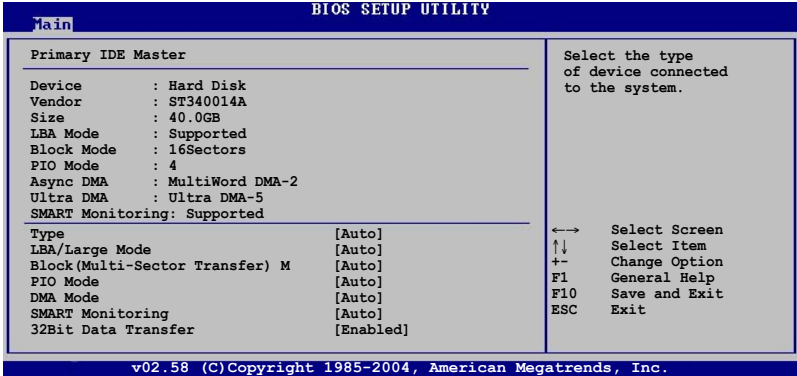 BIOS SETUP UTILITY
Main
Primary IDE Master
Device : Hard Disk
Vendor : ST340014A
Size : 40.0GB
LBA Mode : Supported
Block Mode : 16Sectors
PIO Mode : 4
Async DMA : MultiWord DMA-2
Ultra DMA : Ultra DMA-5
SMART Monitoring: Supported
Type [Auto]
LBA/Large Mode [Auto]
Block(Multi-Sector Transfer) M [Auto]
PIO Mode [Auto]
DMA Mode [Auto]
SMART Monitoring [Auto]
32Bit Data Transfer [Enabled]
Select the type
of device connected
to the system.
←→ Select Screen
↑↓ Select Item
+- Change Option
F1 General Help
F10 Save and Exit
ESC Exit
v02.58 (C)Copyright 1985-2004, American Megatrends, Inc.